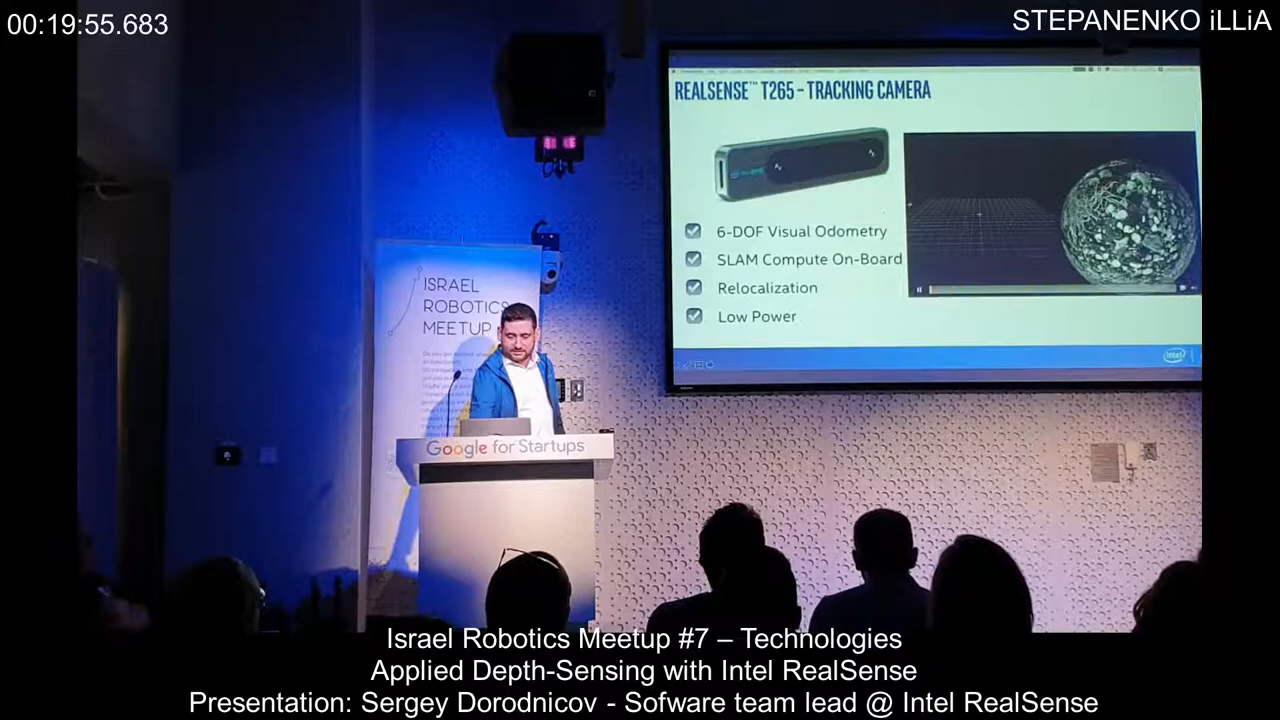 00:19:55.683
STEPANENKO iLLiA
REALSENSE™ T265 – TRACKING CAMERA
6-DOF Visual Odometry
SLAM Compute On-Board
Relocalization
Low Power
intel
ISRAEL
ROBOTICS
MEETUP
Google for Startups
Israel Robotics Meetup #7 – Technologies
Applied Depth-Sensing with Intel RealSense
Presentation: Sergey Dorodnicov - Sofware team lead @ Intel RealSense